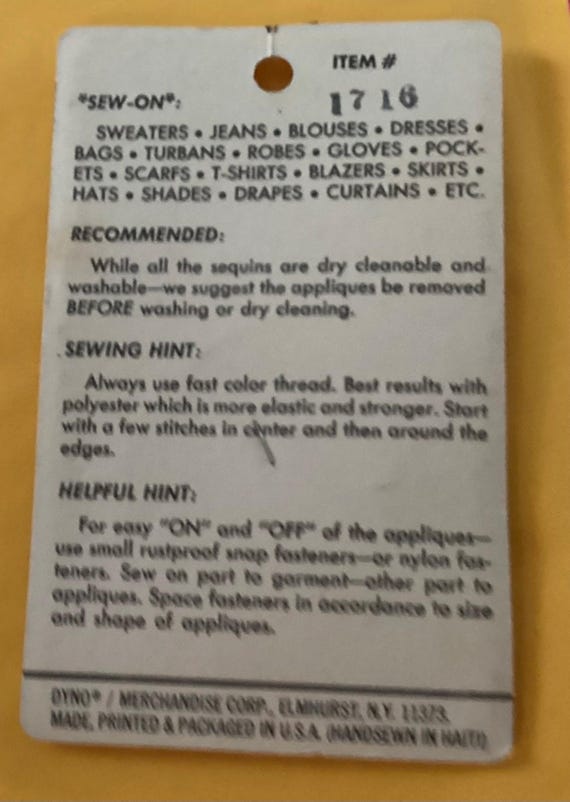 ITEM #
"SEW-ON": 1716
SWEATERS • JEANS • BLOUSES • DRESSES •
BAGS • TURBANS • ROBES • GLOVES • POCK-
ETS • SCARFS • T-SHIRTS • BLAZERS • SKIRTS •
HATS • SHADES • DRAPES • CURTAINS • ETC.
RECOMMENDED:
While all the sequins are dry cleanable and
washable—we suggest the appliques be removed
BEFORE washing or dry cleaning.
SEWING HINT:
Always use fast color thread. Best results with
polyester which is more elastic and stronger. Start
with a few stitches in center and then around the
edges.
HELPFUL HINT:
For easy "ON" and "OFF" of the appliques—
use small rustproof snap fasteners—or nylon fas-
teners. Sew on part to garment—other part to
appliques. Space fasteners in accordance to size
and shape of appliques.
DYNO® / MERCHANDISE CORP., ELMHURST, N.Y. 11373.
MADE, PRINTED & PACKAGED IN U.S.A. (HANDSEWN IN HAITI)